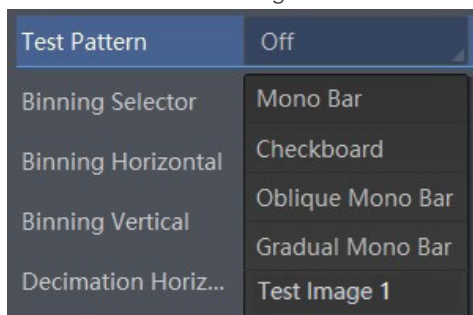 Test Pattern Off
Binning Selector Mono Bar
Binning Horizontal Checkboard
Binning Vertical Oblique Mono Bar
Gradual Mono Bar
Decimation Horiz... Test Image 1